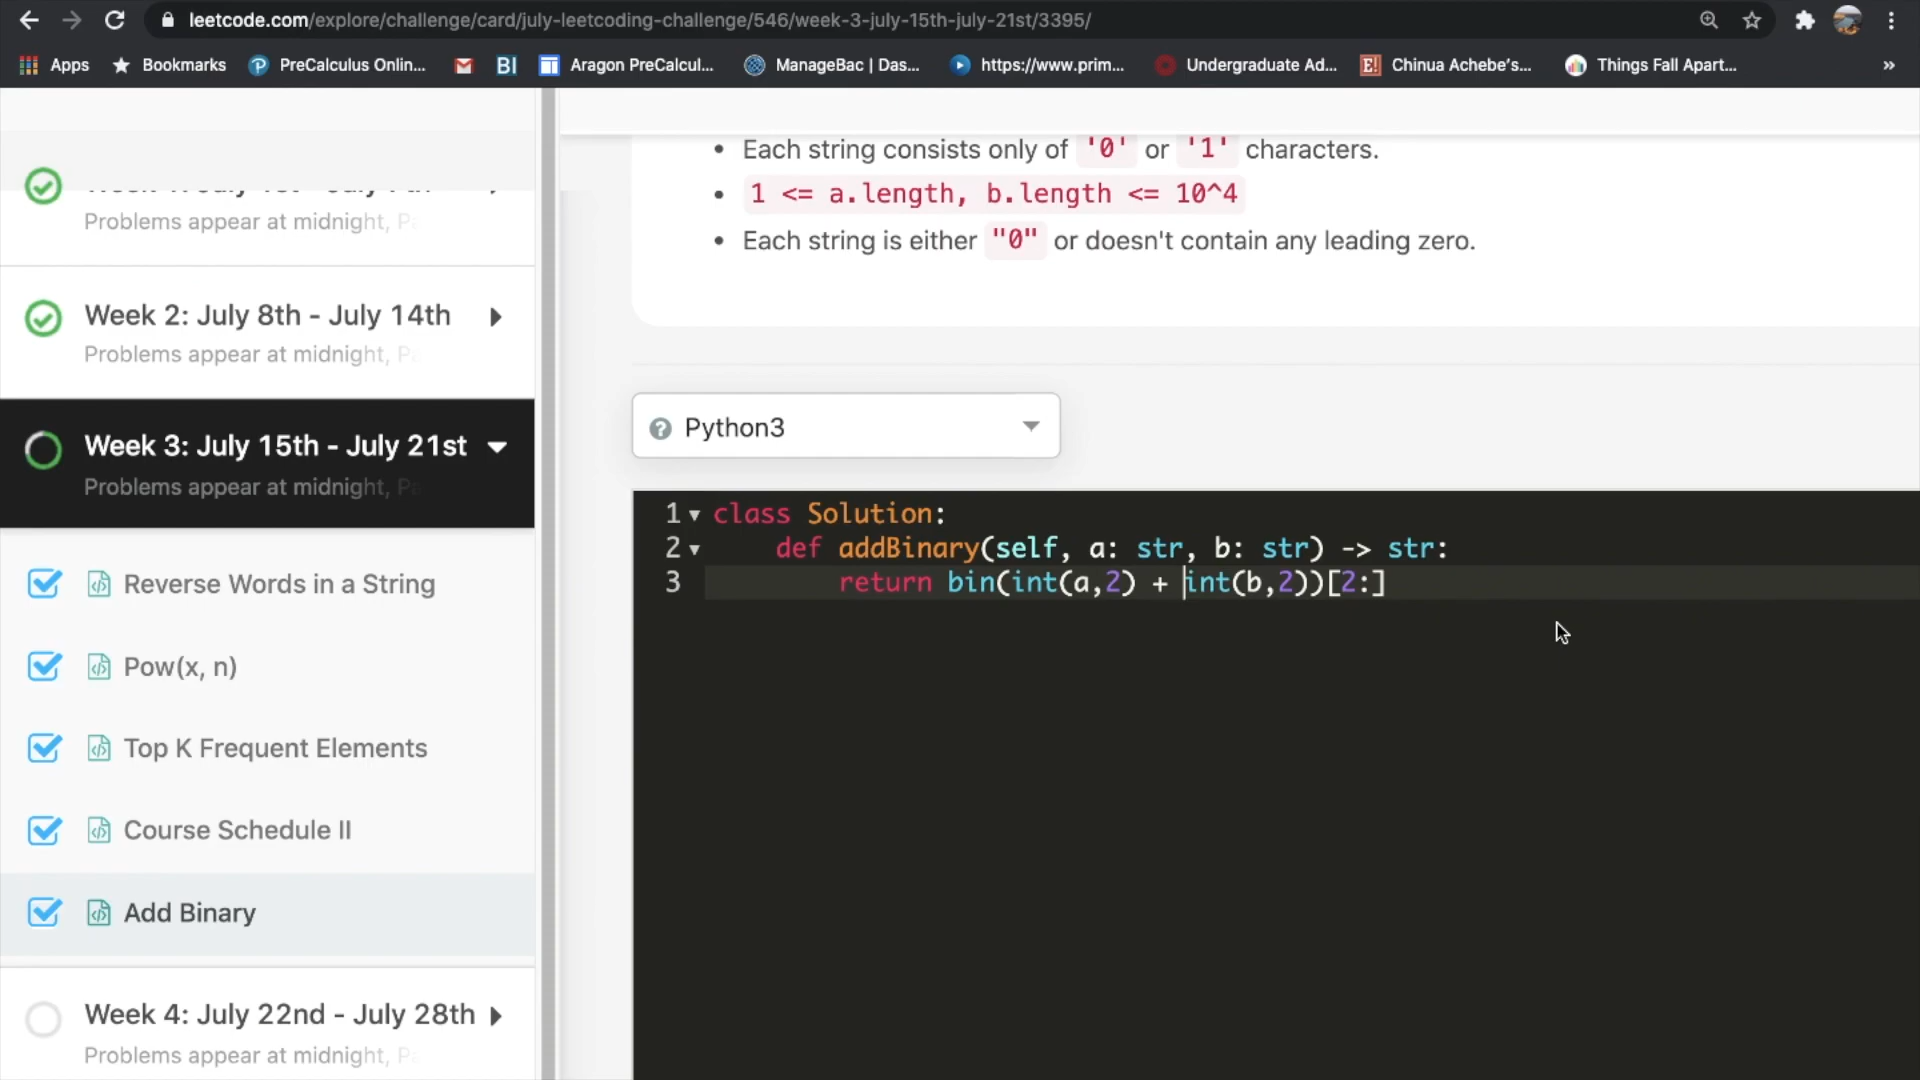 leetcode.com/explore/challenge/card/july-leetcoding-challenge/546/week-3-july-15th-july-21st/3395/
Apps Bookmarks PreCalculus Onlin... BI Aragon PreCalcul... ManageBac | Das... https://www.prim... Undergraduate Ad... E! Chinua Achebe's... Things Fall Apart... »
Problems appear at midnight,
Week 2: July 8th - July 14th
Problems appear at midnight,
Week 3: July 15th - July 21st
Problems appear at midnight,
Reverse Words in a String
Pow(x, n)
Top K Frequent Elements
Course Schedule II
Add Binary
Week 4: July 22nd - July 28th
Problems appear at midnight,
• Each string consists only of '0' or '1' characters.
• 1 <= a.length, b.length <= 10^4
• Each string is either "0" or doesn't contain any leading zero.
? Python3
1 class Solution:
2 def addBinary(self, a: str, b: str) -> str:
3 return bin(int(a,2) + int(b,2))[2:]